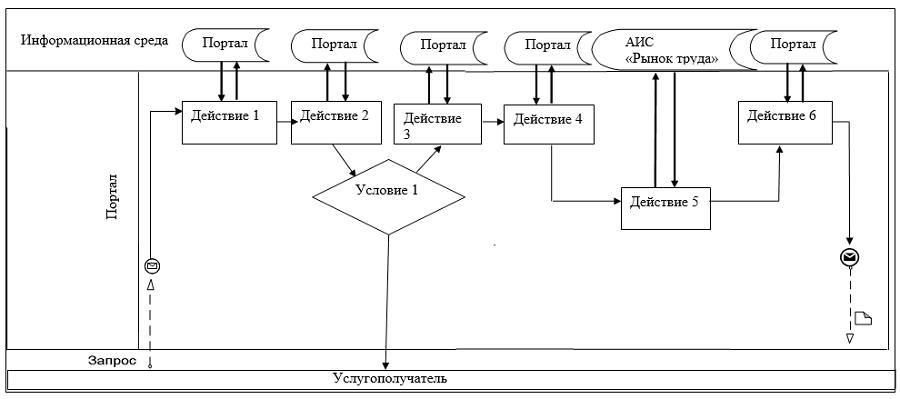 Информационная среда
Портал
Портал
Портал
Портал
АИС
«Рынок труда»
Портал
Действие 1
Действие 2
Действие
3
Действие 4
Действие 6
Условие 1
Действие 5
Портал
Запрос
Услугополучатель